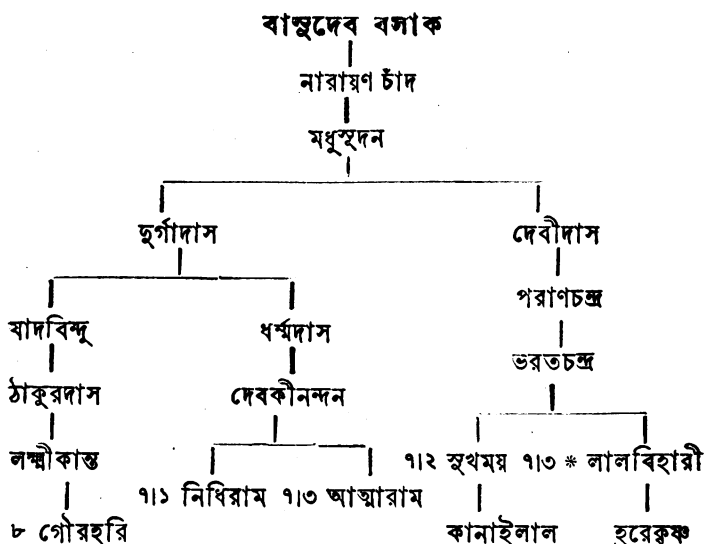 বাসুদেব বসাক
নারায়ণ চাঁদ
মধুসূদন
দুর্গাদাস দেবীদাস
পরাণচন্দ্র
যাদবিন্দু ধর্ম্মদাস
ভরতচন্দ্র
ঠাকুরদাস দেবকীনন্দন
লক্ষ্মীকান্ত ৭।২ সুখময় ৭।৩ * লালবিহারী
৭।১ নিধিরাম ৭।৩ আত্মারাম
৮ গৌরহরি কানাইলাল হরেকৃষ্ণ